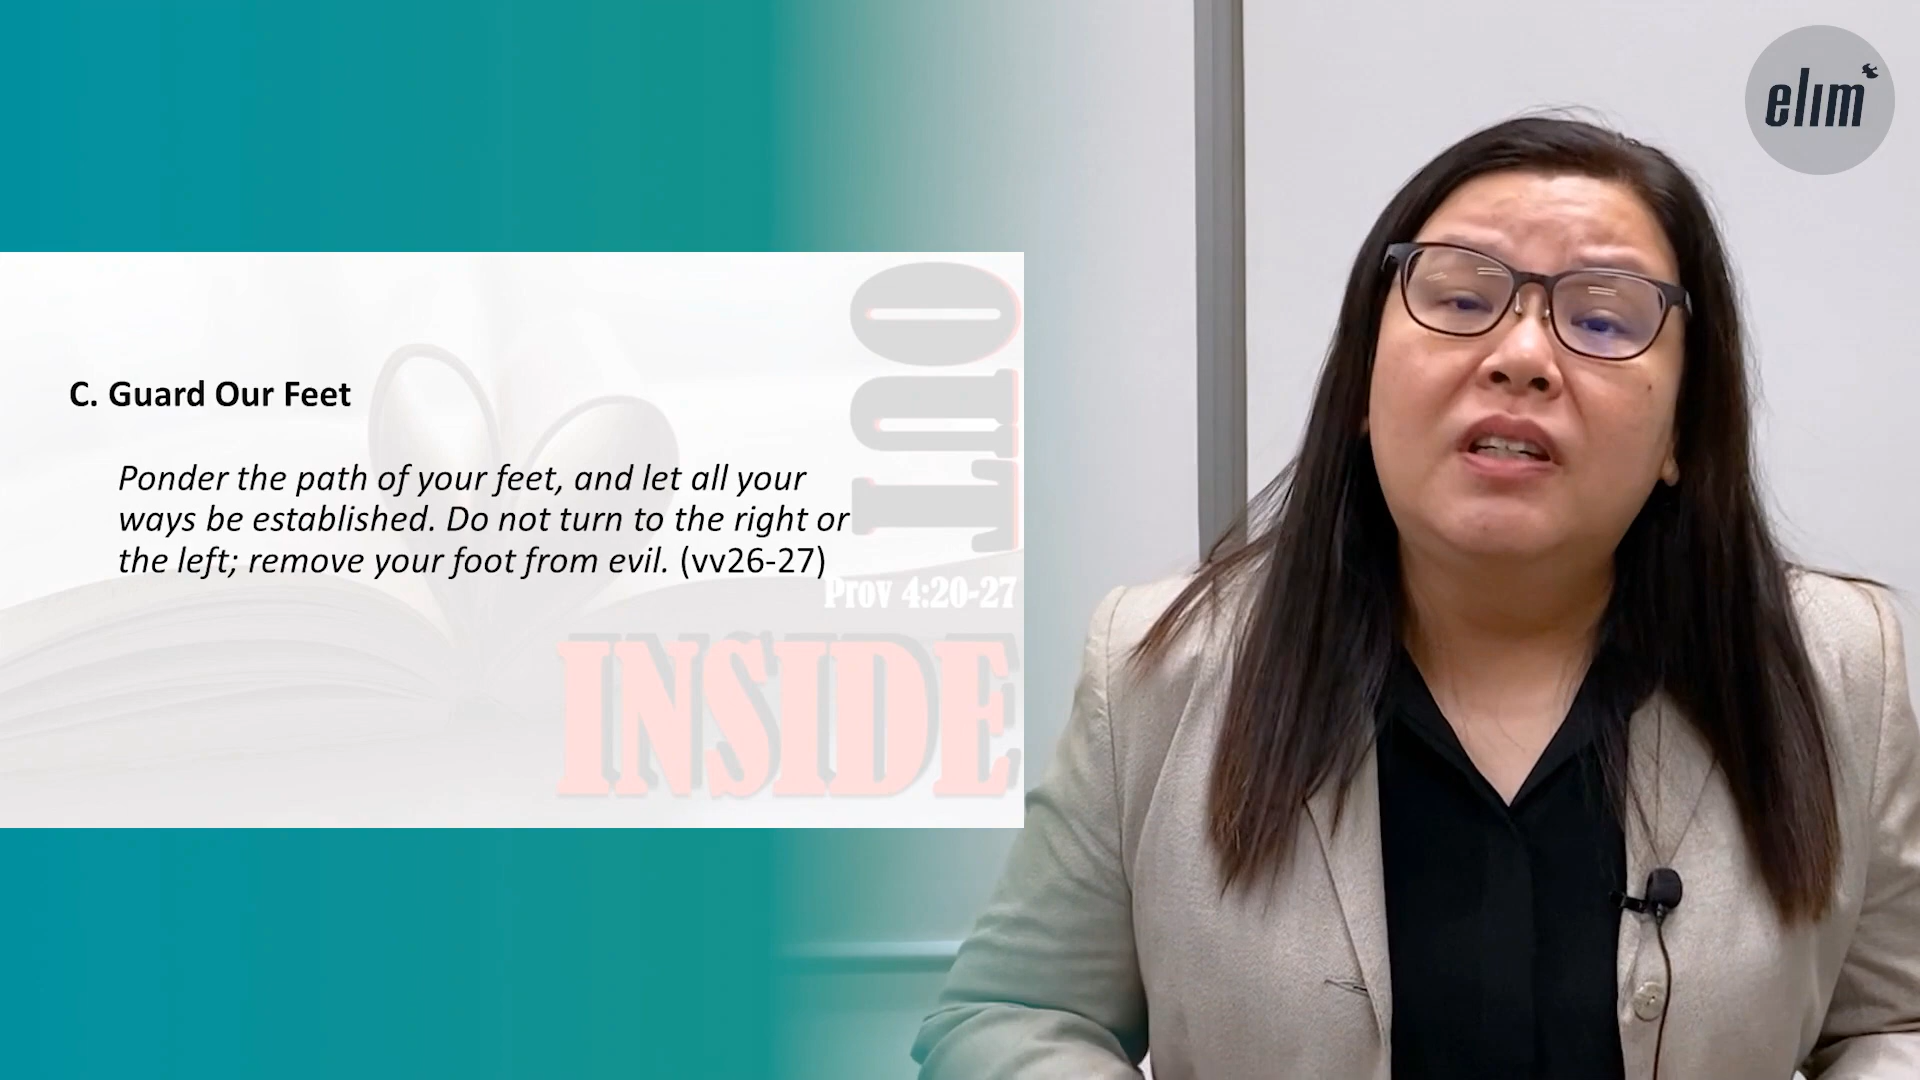 elim
C. Guard Our Feet
Ponder the path of your feet, and let all your
ways be established. Do not turn to the right or
the left; remove your foot from evil. (vv26-27)
OUT
Prov 4:20-27
INSIDE